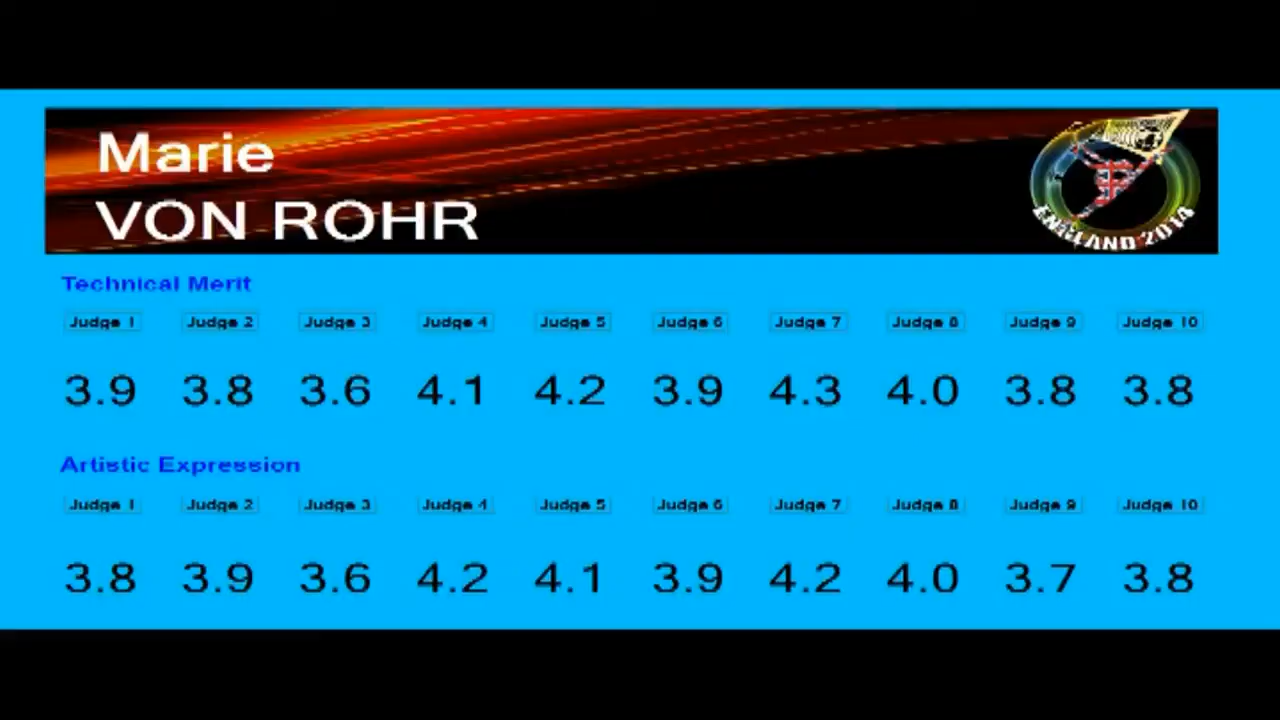 Marie
VON ROHR
ENGLAND 2014
Technical Merit
Judge 1 Judge 2 Judge 3 Judge 4 Judge 5 Judge 6 Judge 7 Judge 8 Judge 9 Judge 10
3.9 3.8 3.6 4.1 4.2 3.9 4.3 4.0 3.8 3.8
Artistic Expression
Judge 1 Judge 2 Judge 3 Judge 4 Judge 5 Judge 6 Judge 7 Judge 8 Judge 9 Judge 10
3.8 3.9 3.6 4.2 4.1 3.9 4.2 4.0 3.7 3.8